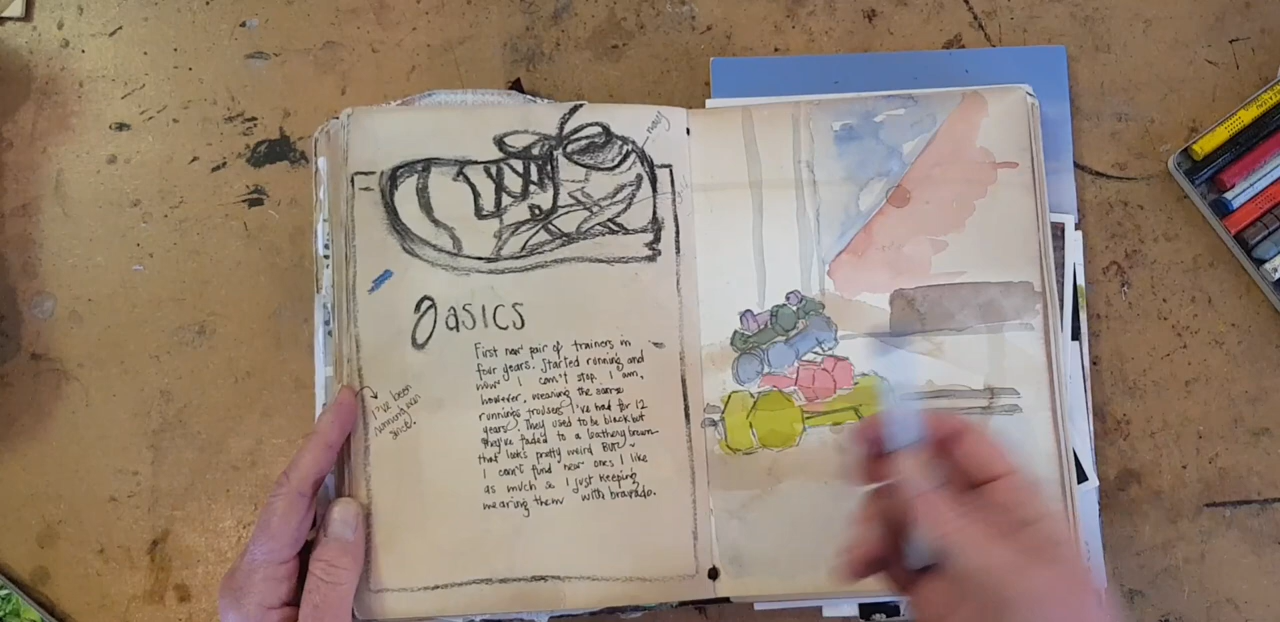 navy
asics
First new pair of trainers in
four years. Started running and
now I can't stop. I am,
however, wearing the same
running trousers I've had for 12
years. They used to be black but
they've faded to a leathery brown
that looks pretty weird. But
I can't fund new ones I like
as much so I just keeping
wearing them with bravado.
I've been
running
since!